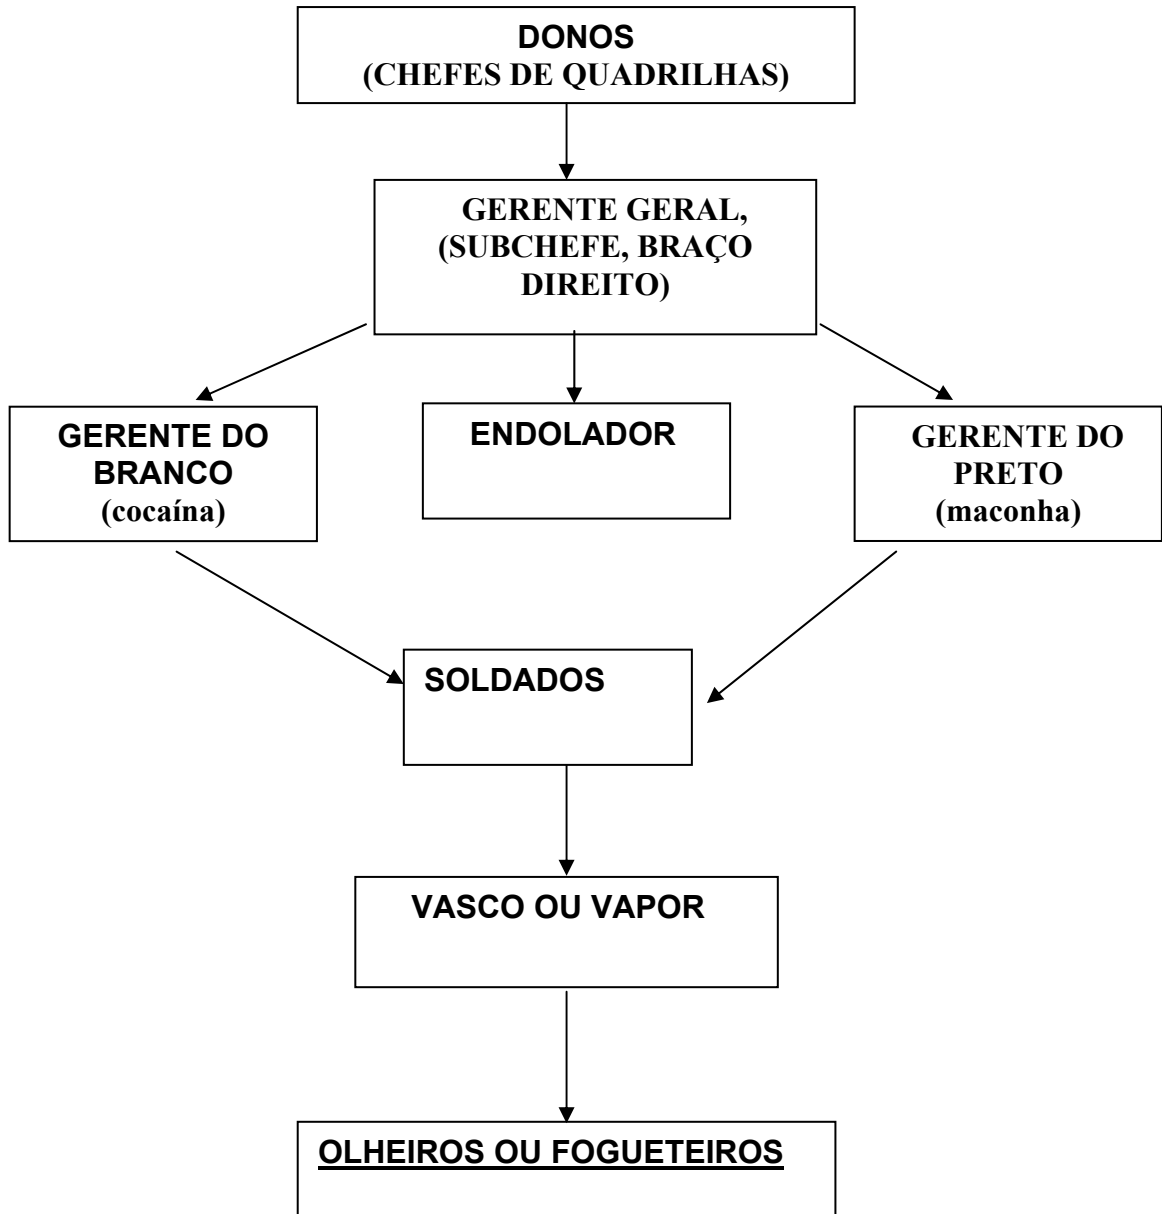 DONOS
(CHEFES DE QUADRILHAS)
GERENTE GERAL,
(SUBCHEFE, BRAÇO
DIREITO)
GERENTE DO
BRANCO
(cocaína)
ENDOLADOR
GERENTE DO
PRETO
(maconha)
SOLDADOS
VASCO OU VAPOR
OLHEIROS OU FOGUETEIROS